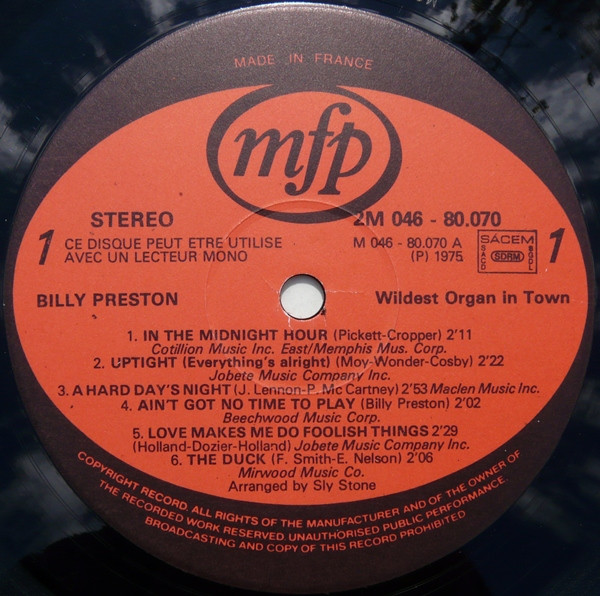 MADE IN FRANCE
mfp
STEREO
2M 046 - 80.070
1
CE DISQUE PEUT ETRE UTILISE
AVEC UN LECTEUR MONO
M 046 - 80.070 A
(P) 1975
SACEM
SACD
SDRM
SGDL
1
BILLY PRESTON
Wildest Organ in Town
1. IN THE MIDNIGHT HOUR (Pickett-Cropper) 2'11
Cotillion Music Inc. East/Memphis Mus. Corp.
2. UPTIGHT (Everything's alright) (Moy-Wonder-Cosby) 2'22
Jobete Music Company Inc.
3. A HARD DAY'S NIGHT (J. Lennon-P. Mc Cartney) 2'53 Maclen Music Inc.
4. AIN'T GOT NO TIME TO PLAY (Billy Preston) 2'02
Beechwood Music Corp.
5. LOVE MAKES ME DO FOOLISH THINGS 2'29
(Holland-Dozier-Holland) Jobete Music Company Inc.
6. THE DUCK (F. Smith-E. Nelson) 2'06
Mirwood Music Co.
Arranged by Sly Stone
COPYRIGHT RECORD. ALL RIGHTS OF THE MANUFACTURER AND OF THE OWNER OF
THE RECORDED WORK RESERVED. UNAUTHORISED PUBLIC PERFORMANCE,
BROADCASTING AND COPY OF THIS RECORD PROHIBITED